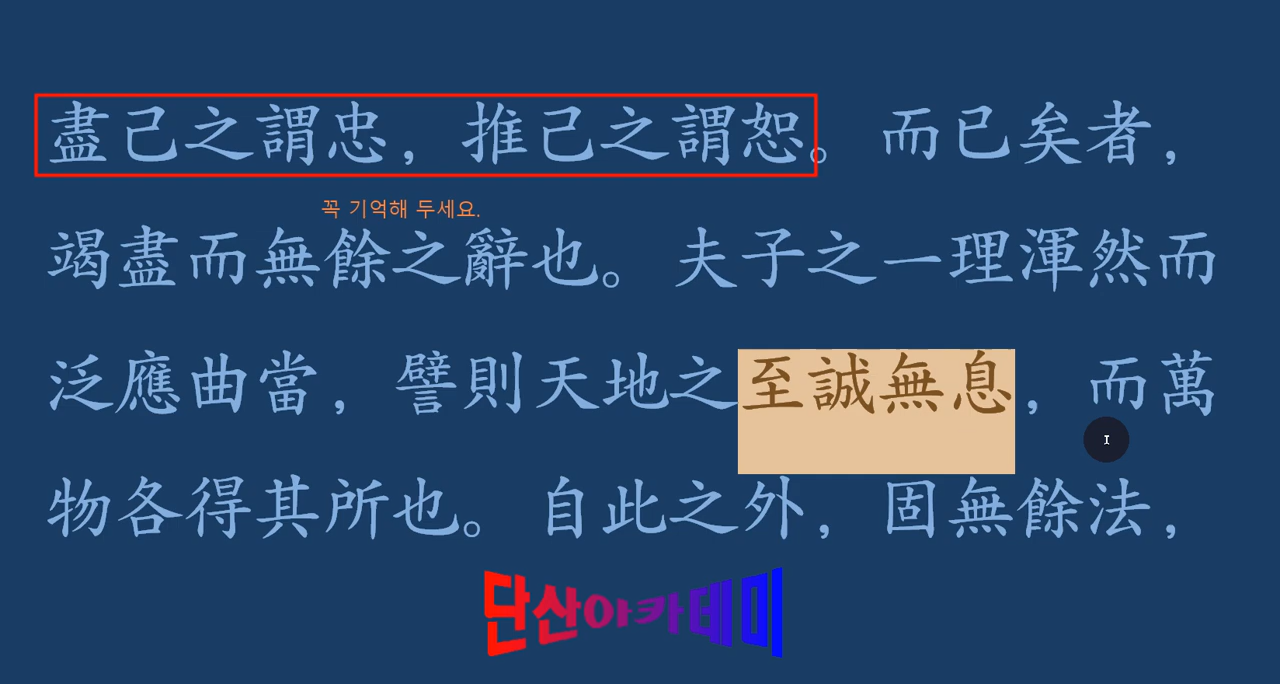 盡己之謂忠，推己之謂恕。 而已矣者，
꼭 기억해 두세요.
竭盡而無餘之辭也。 夫子之一理渾然而
泛應曲當，譬則天地之至誠無息，而萬
物各得其所也。 自此之外，固無餘法，
단산아카데미